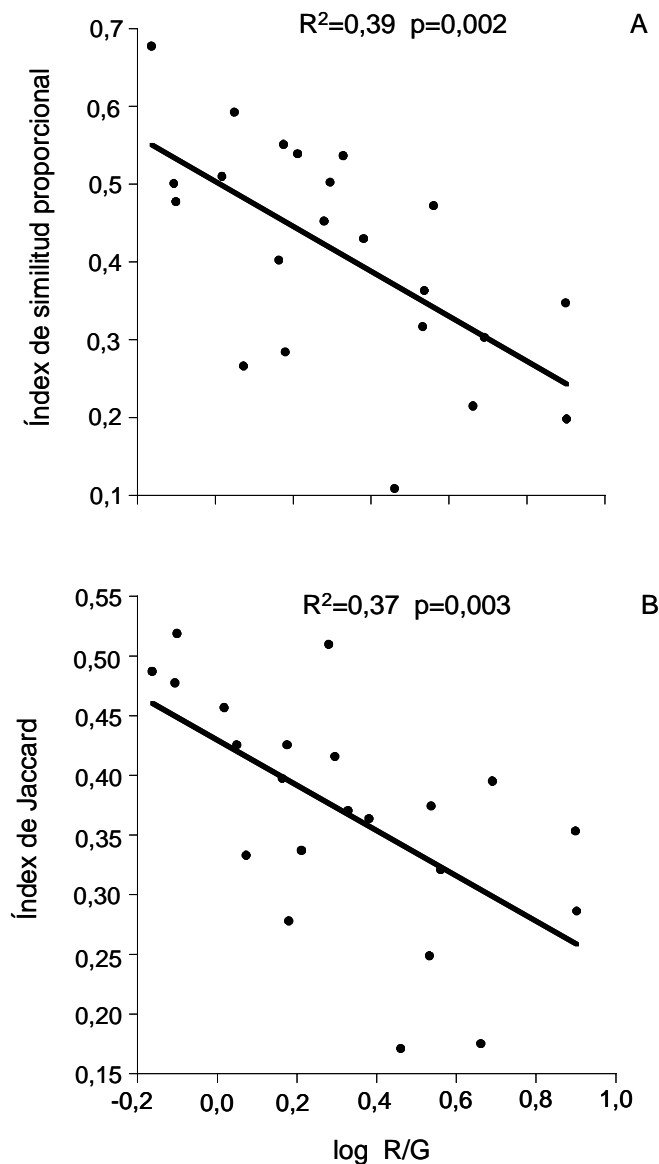 R²=0,39 p=0,002 A
Índex de similitud proporcional
0,7
0,6
0,5
0,4
0,3
0,2
0,1
R²=0,37 p=0,003 B
Índex de Jaccard
0,55
0,50
0,45
0,40
0,35
0,30
0,25
0,20
0,15
-0,2 0,0 0,2 0,4 0,6 0,8 1,0
log R/G